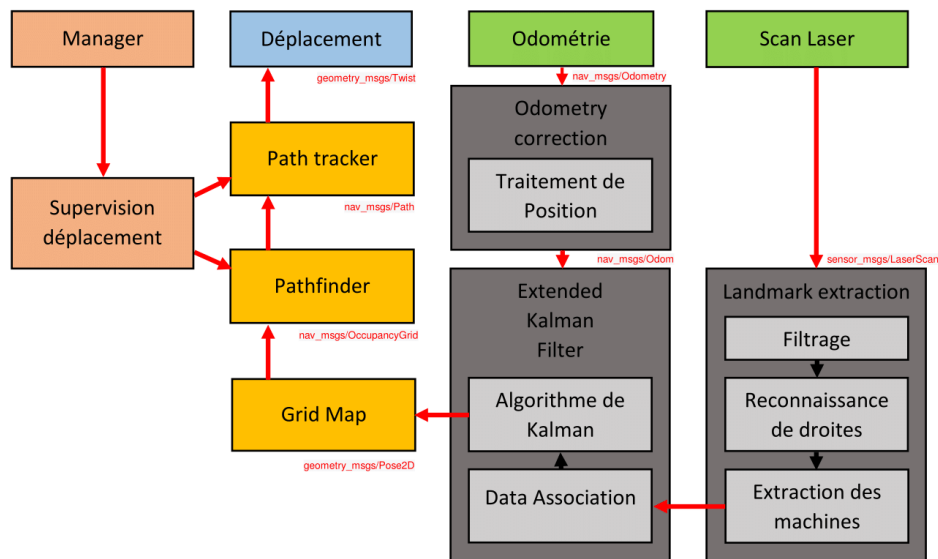 Manager
Déplacement
Odométrie
Scan Laser
geometry_msgs/Twist
nav_msgs/Odometry
Odometry
correction
Path tracker
Traitement de
Position
Supervision
déplacement
nav_msgs/Path
nav_msgs/Odom
sensor_msgs/LaserScan
Pathfinder
Extended
Kalman
Filter
Landmark extraction
nav_msgs/OccupancyGrid
Filtrage
Grid Map
Algorithme de
Kalman
Reconnaissance
de droites
geometry_msgs/Pose2D
Data Association
Extraction des
machines